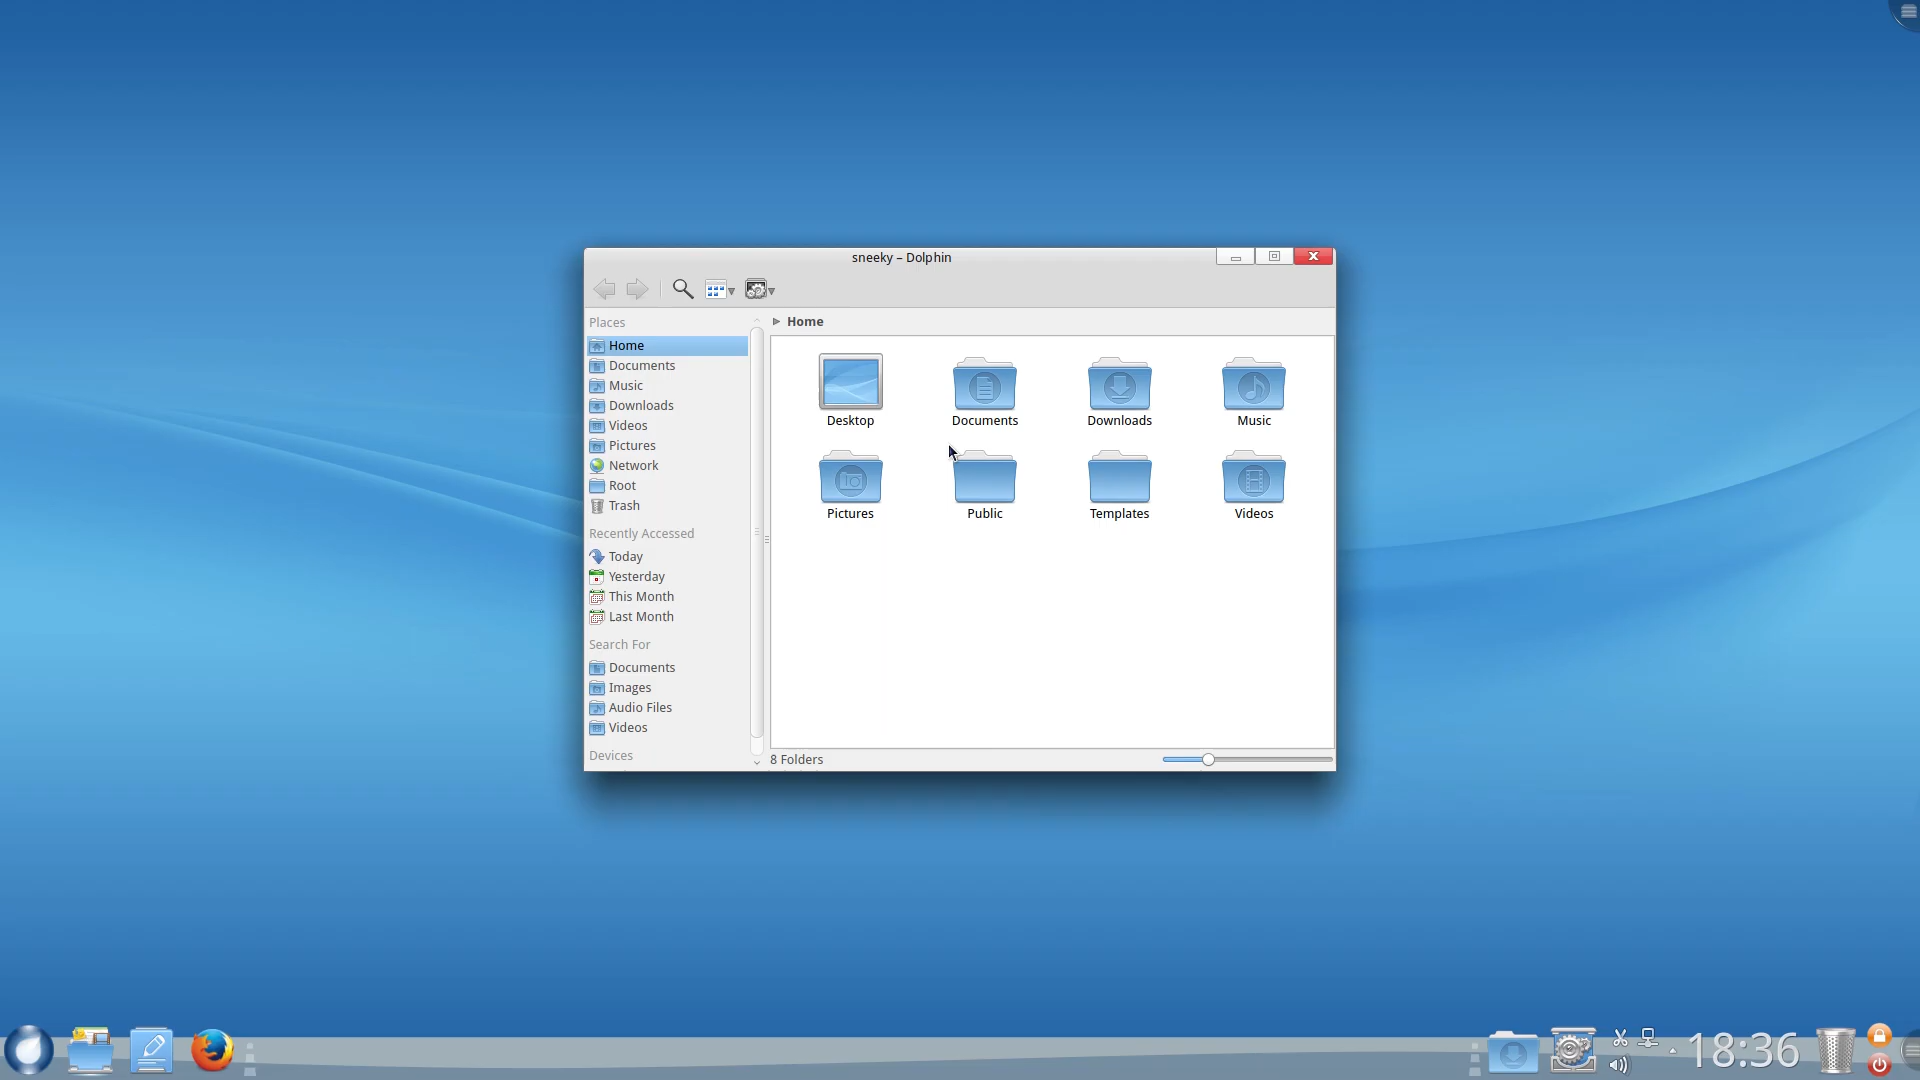 sneeky – Dolphin
Places
Home
Documents
Music
Downloads
Videos
Pictures
Network
Root
Trash
Recently Accessed
Today
Yesterday
This Month
Last Month
Search For
Documents
Images
Audio Files
Videos
Devices
Home
Desktop
Documents
Downloads
Music
Pictures
Public
Templates
Videos
8 Folders
18:36